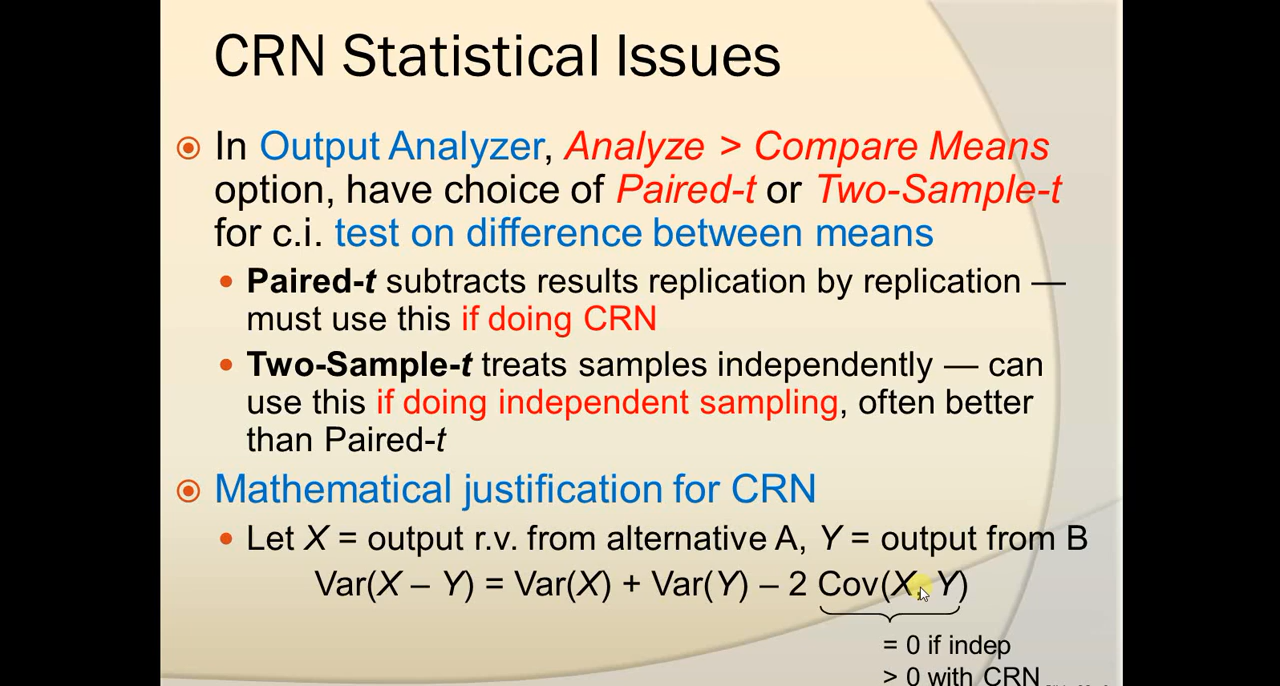 CRN Statistical Issues
In Output Analyzer, Analyze > Compare Means
option, have choice of Paired-t or Two-Sample-t
for c.i. test on difference between means
Paired-t subtracts results replication by replication —
must use this if doing CRN
Two-Sample-t treats samples independently — can
use this if doing independent sampling, often better
than Paired-t
Mathematical justification for CRN
Let X = output r.v. from alternative A, Y = output from B
Var(X – Y) = Var(X) + Var(Y) – 2 Cov(X, Y)
= 0 if indep
> 0 with CRN